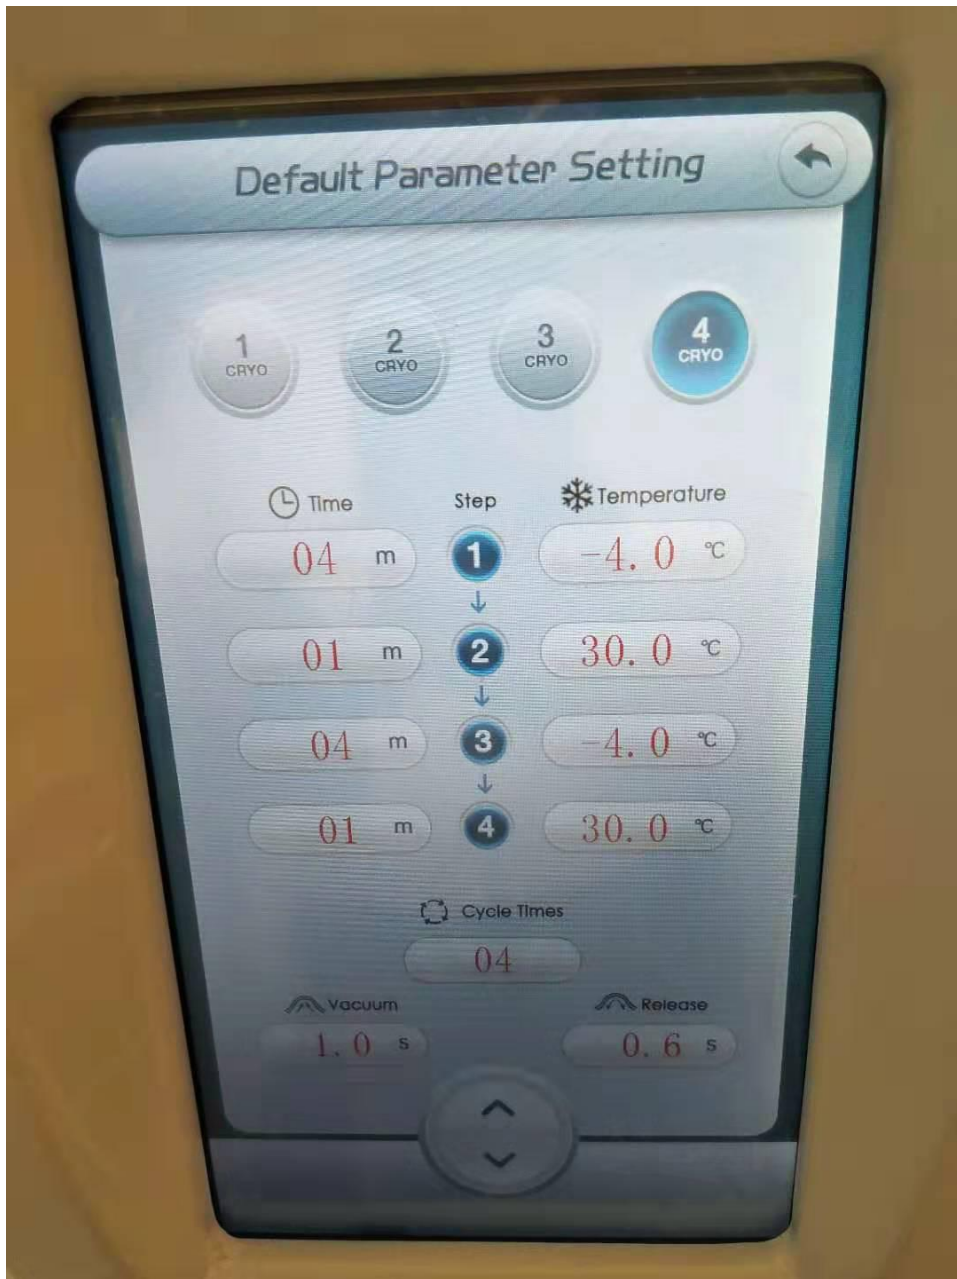 Default Parameter Setting
1 CRYO
2 CRYO
3 CRYO
4 CRYO
Time Step Temperature
04 m 1 -4.0 ℃
01 m 2 30.0 ℃
04 m 3 -4.0 ℃
01 m 4 30.0 ℃
Cycle Times
04
Vacuum Release
1.0 s 0.6 s